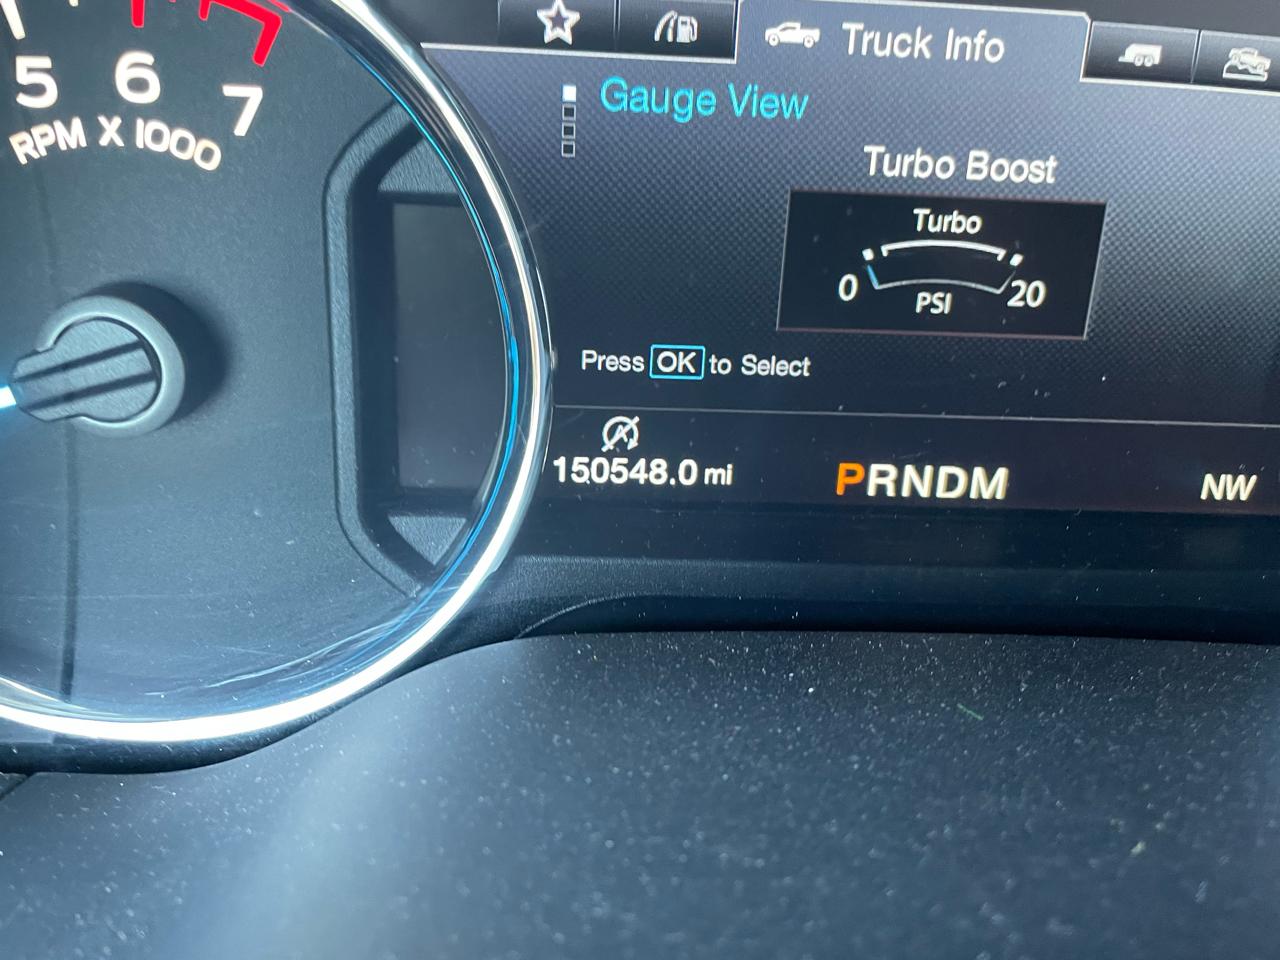 5 6 7
RPM X 1000
Truck Info
Gauge View
Turbo Boost
Turbo
0 PSI 20
Press OK to Select
150548.0 mi
PRNDM
NW